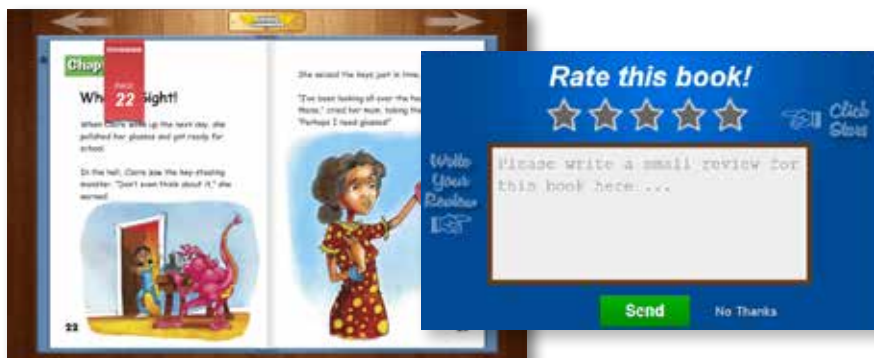 Chap
PAGE
22
Wh Sight!
When Claire woke up the next day, she
polished her glasses and got ready for
school.
In the hall, Claire saw the key-stealing
monster. "Don't even think about it," she
warned.
22
She seized the keys just in time.
"I've been looking all over the
cried her mum, taking the
"Perhaps I need glasses!"
Rate this book!
Click
Stars
Write
Your
Review
Please write a small review for
this book here ...
Send
No Thanks